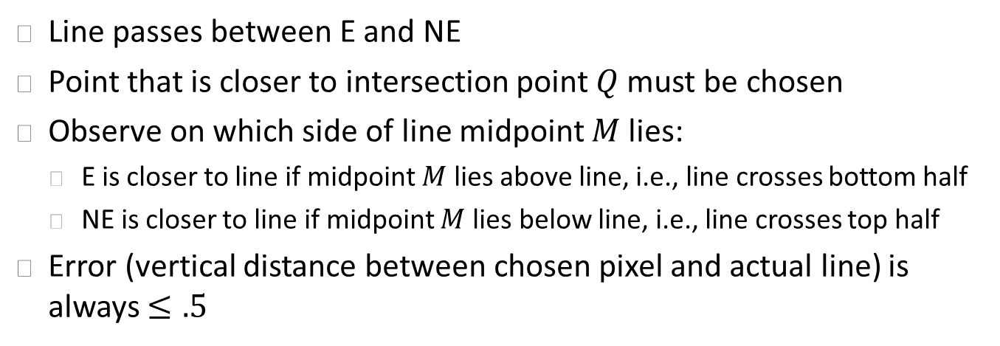 Line passes between E and NE
Point that is closer to intersection point Q must be chosen
Observe on which side of line midpoint M lies:
E is closer to line if midpoint M lies above line, i.e., line crosses bottom half
NE is closer to line if midpoint M lies below line, i.e., line crosses top half
Error (vertical distance between chosen pixel and actual line) is
always ≤ .5